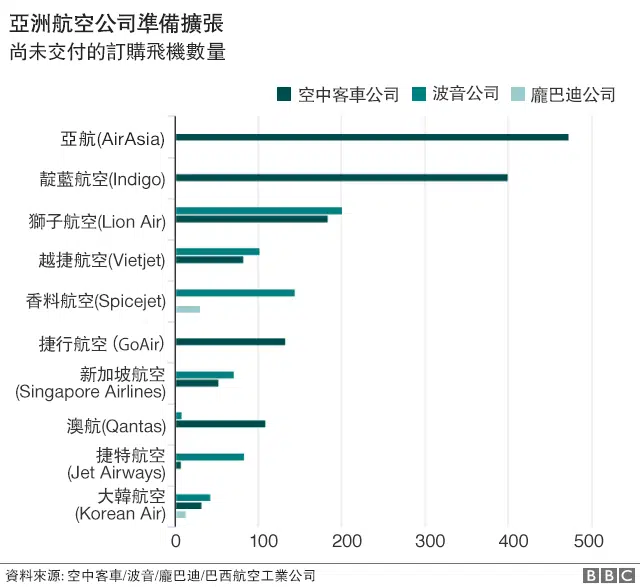 亞洲航空公司準備擴張
尚未交付的訂購飛機數量
空中客車公司 波音公司 龐巴迪公司
亞航(AirAsia)
靛藍航空(Indigo)
獅子航空(Lion Air)
越捷航空(Vietjet)
香料航空(Spicejet)
捷行航空（GoAir）
新加坡航空
(Singapore Airlines)
澳航(Qantas)
捷特航空
(Jet Airways)
大韓航空
(Korean Air)
0 100 200 300 400 500
資料來源: 空中客車/波音/龐巴迪/巴西航空工業公司
BBC